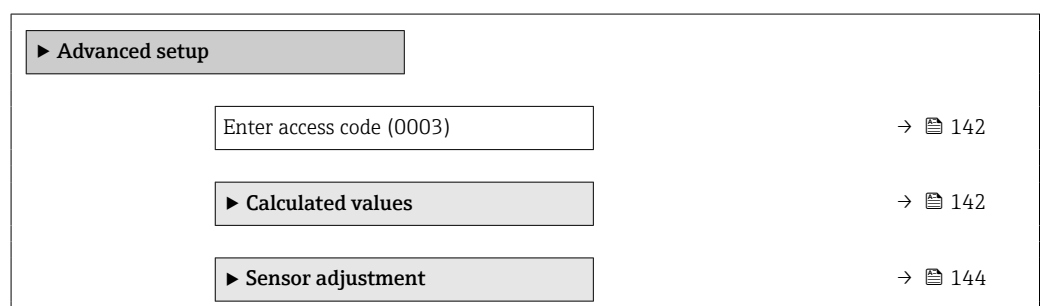 ▶ Advanced setup
Enter access code (0003) → 142
▶ Calculated values → 142
▶ Sensor adjustment → 144